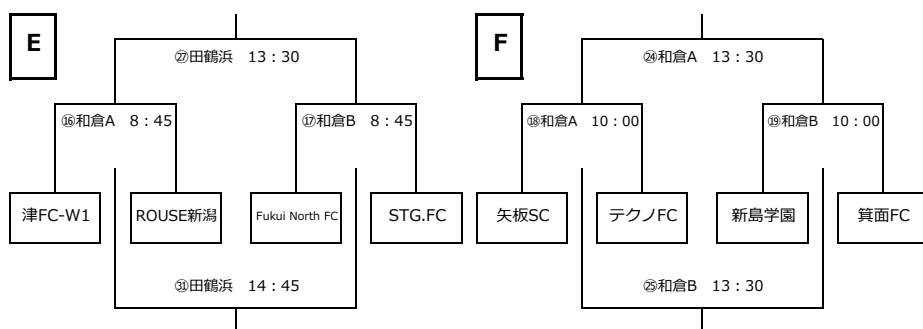 E
㉗田鶴浜 13：30
⑯和倉A 8：45
⑰和倉B 8：45
津FC-W1
ROUSE新潟
Fukui North FC
STG.FC
㉛田鶴浜 14：45
F
㉔和倉A 13：30
⑱和倉A 10：00
⑲和倉B 10：00
矢板SC
テクノFC
新島学園
箕面FC
㉕和倉B 13：30